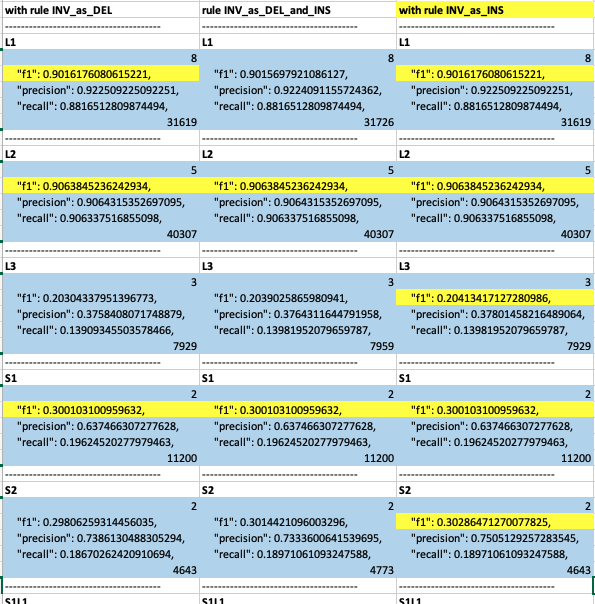 with rule INV_as_DEL rule INV_as_DEL_and_INS with rule INV_as_INS
--------------------------------------- --------------------------------------- ---------------------------------------
L1 L1 L1
8 8 8
"f1": 0.9016176080615221, "f1": 0.9015697921086127, "f1": 0.9016176080615221,
"precision": 0.922509225092251, "precision": 0.9224091155724362, "precision": 0.922509225092251,
"recall": 0.8816512809874494, "recall": 0.8816512809874494, "recall": 0.8816512809874494,
31619 31726 31619
--------------------------------------- --------------------------------------- ---------------------------------------
L2 L2 L2
5 5 5
"f1": 0.9063845236242934, "f1": 0.9063845236242934, "f1": 0.9063845236242934,
"precision": 0.9064315352697095, "precision": 0.9064315352697095, "precision": 0.9064315352697095,
"recall": 0.906337516855098, "recall": 0.906337516855098, "recall": 0.906337516855098,
40307 40307 40307
--------------------------------------- --------------------------------------- ---------------------------------------
L3 L3 L3
3 3 3
"f1": 0.20304337951396773, "f1": 0.2039025865980941, "f1": 0.20413417127280986,
"precision": 0.3758408071748879, "precision": 0.3764311644791958, "precision": 0.37801458216489064,
"recall": 0.13909345503578466, "recall": 0.13981952079659787, "recall": 0.13981952079659787,
7929 7959 7929
--------------------------------------- --------------------------------------- ---------------------------------------
S1 S1 S1
2 2 2
"f1": 0.300103100959632, "f1": 0.300103100959632, "f1": 0.300103100959632,
"precision": 0.637466307277628, "precision": 0.637466307277628, "precision": 0.637466307277628,
"recall": 0.19624520277979463, "recall": 0.19624520277979463, "recall": 0.19624520277979463,
11200 11200 11200
--------------------------------------- --------------------------------------- ---------------------------------------
S2 S2 S2
2 2 2
"f1": 0.29806259314456035, "f1": 0.3014421096003296, "f1": 0.30286471270077825,
"precision": 0.7386130488305294, "precision": 0.7333600641539695, "precision": 0.7505129257283545,
"recall": 0.18670262420910694, "recall": 0.18971061093247588, "recall": 0.18971061093247588,
4643 4773 4643
--------------------------------------- --------------------------------------- ---------------------------------------
S1L1 S1L1 S1L1